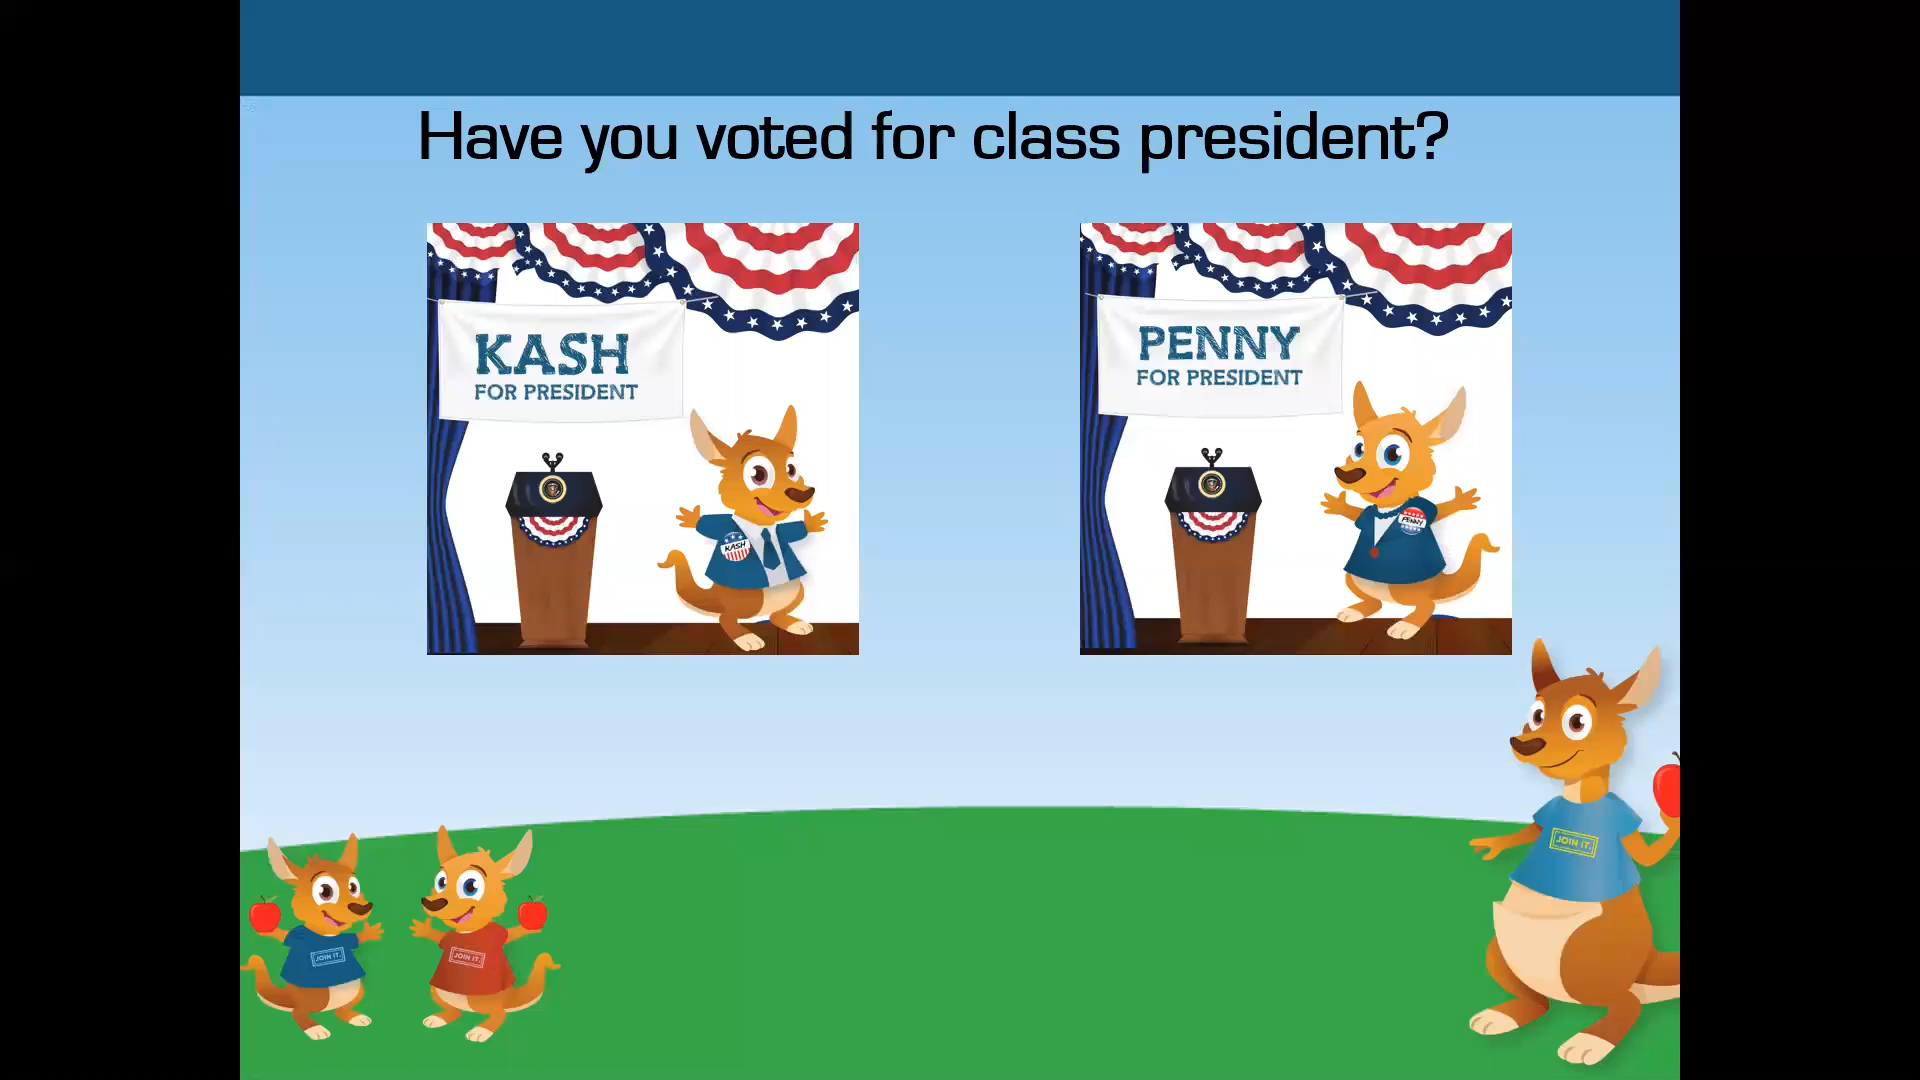 Have you voted for class president?
KASH
FOR PRESIDENT
KASH
PENNY
FOR PRESIDENT
PENNY
JOIN IT.
JOIN IT.
JOIN IT.